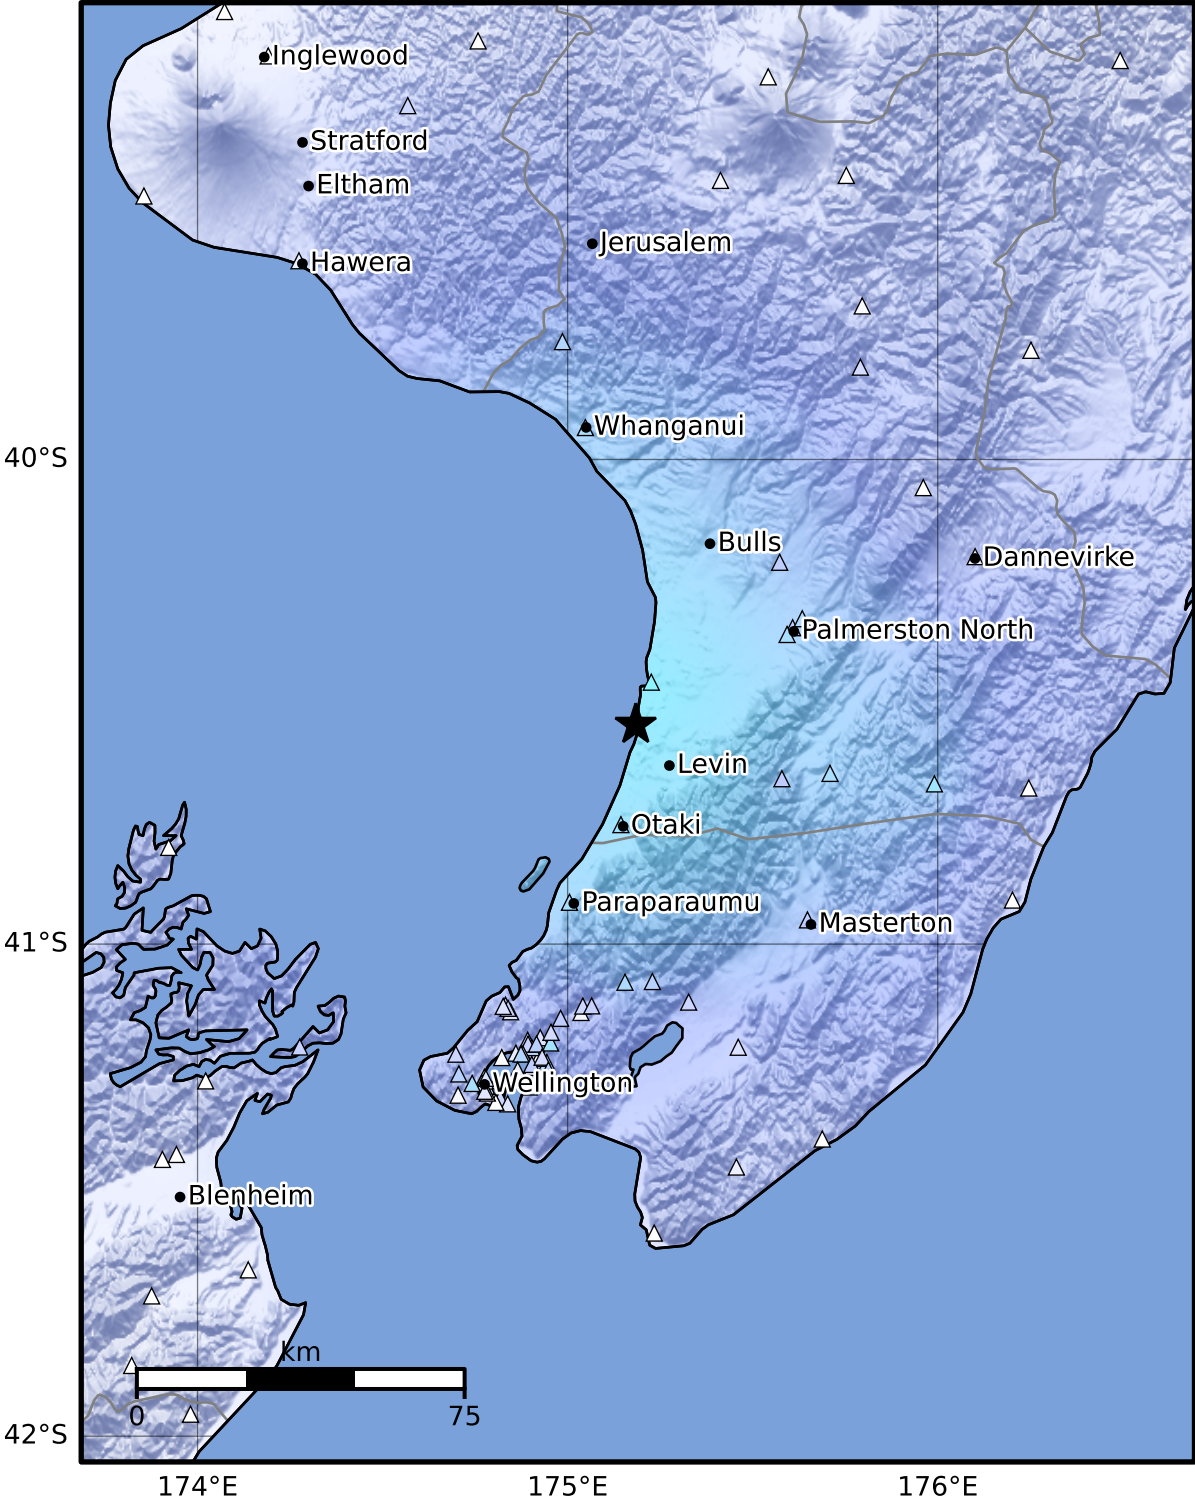 Inglewood
Stratford
Eltham
Jerusalem
Hawera
Whanganui
40°S
Bulls
Dannevirke
Palmerston North
Levin
Otaki
Paraparaumu
Masterton
41°S
Wellington
Blenheim
km
0 75
42°S
174°E 175°E 176°E